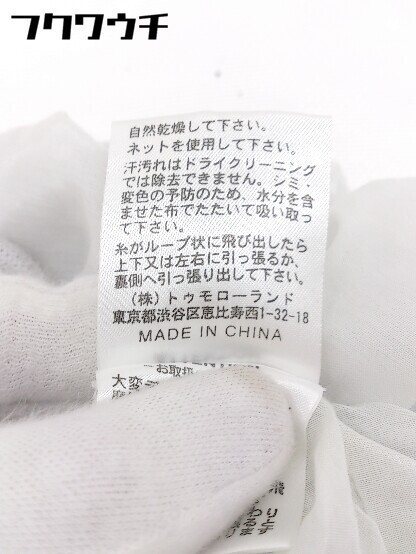 フクワウチ
自然乾燥して下さい。
ネットを使用して下さい。
汗汚れはドライクリーニング
では除去できません。シミ・
変色の予防のため、水分を含
ませた布でたたいて吸い取っ
て下さい。
糸がループ状に飛び出したら
上下又は左右に引っ張るか、
裏側へ引っ張り出して下さい。
(株)トゥモローランド
東京都渋谷区恵比寿西1-32-18
MADE IN CHINA
お取扱
大変